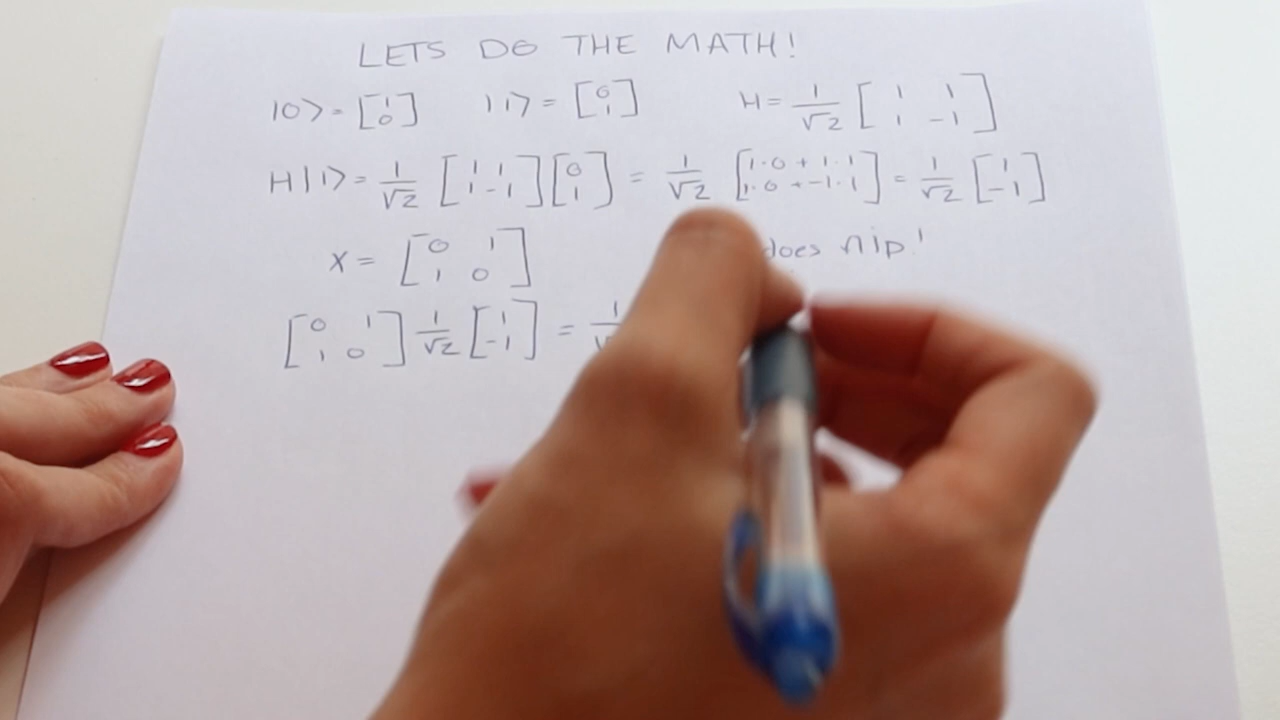 LETS DO THE MATH!
|0> = [1 0] |1> = [0 1] H = 1/√2 [1 1 1 -1]
H|1> = 1/√2 [1 1 1 -1] [0 1] = 1/√2 [1·0 + 1·1 1·0 + -1·1] = 1/√2 [1 -1]
X = [0 1 1 0] does flip!
[0 1 1 0] 1/√2 [1 -1] = 1